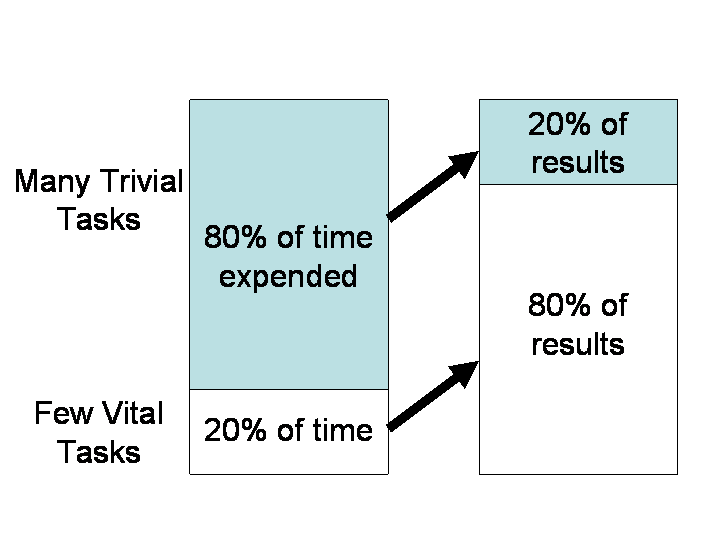 Many Trivial
Tasks
80% of time
expended
20% of
results
80% of
results
Few Vital
Tasks
20% of time